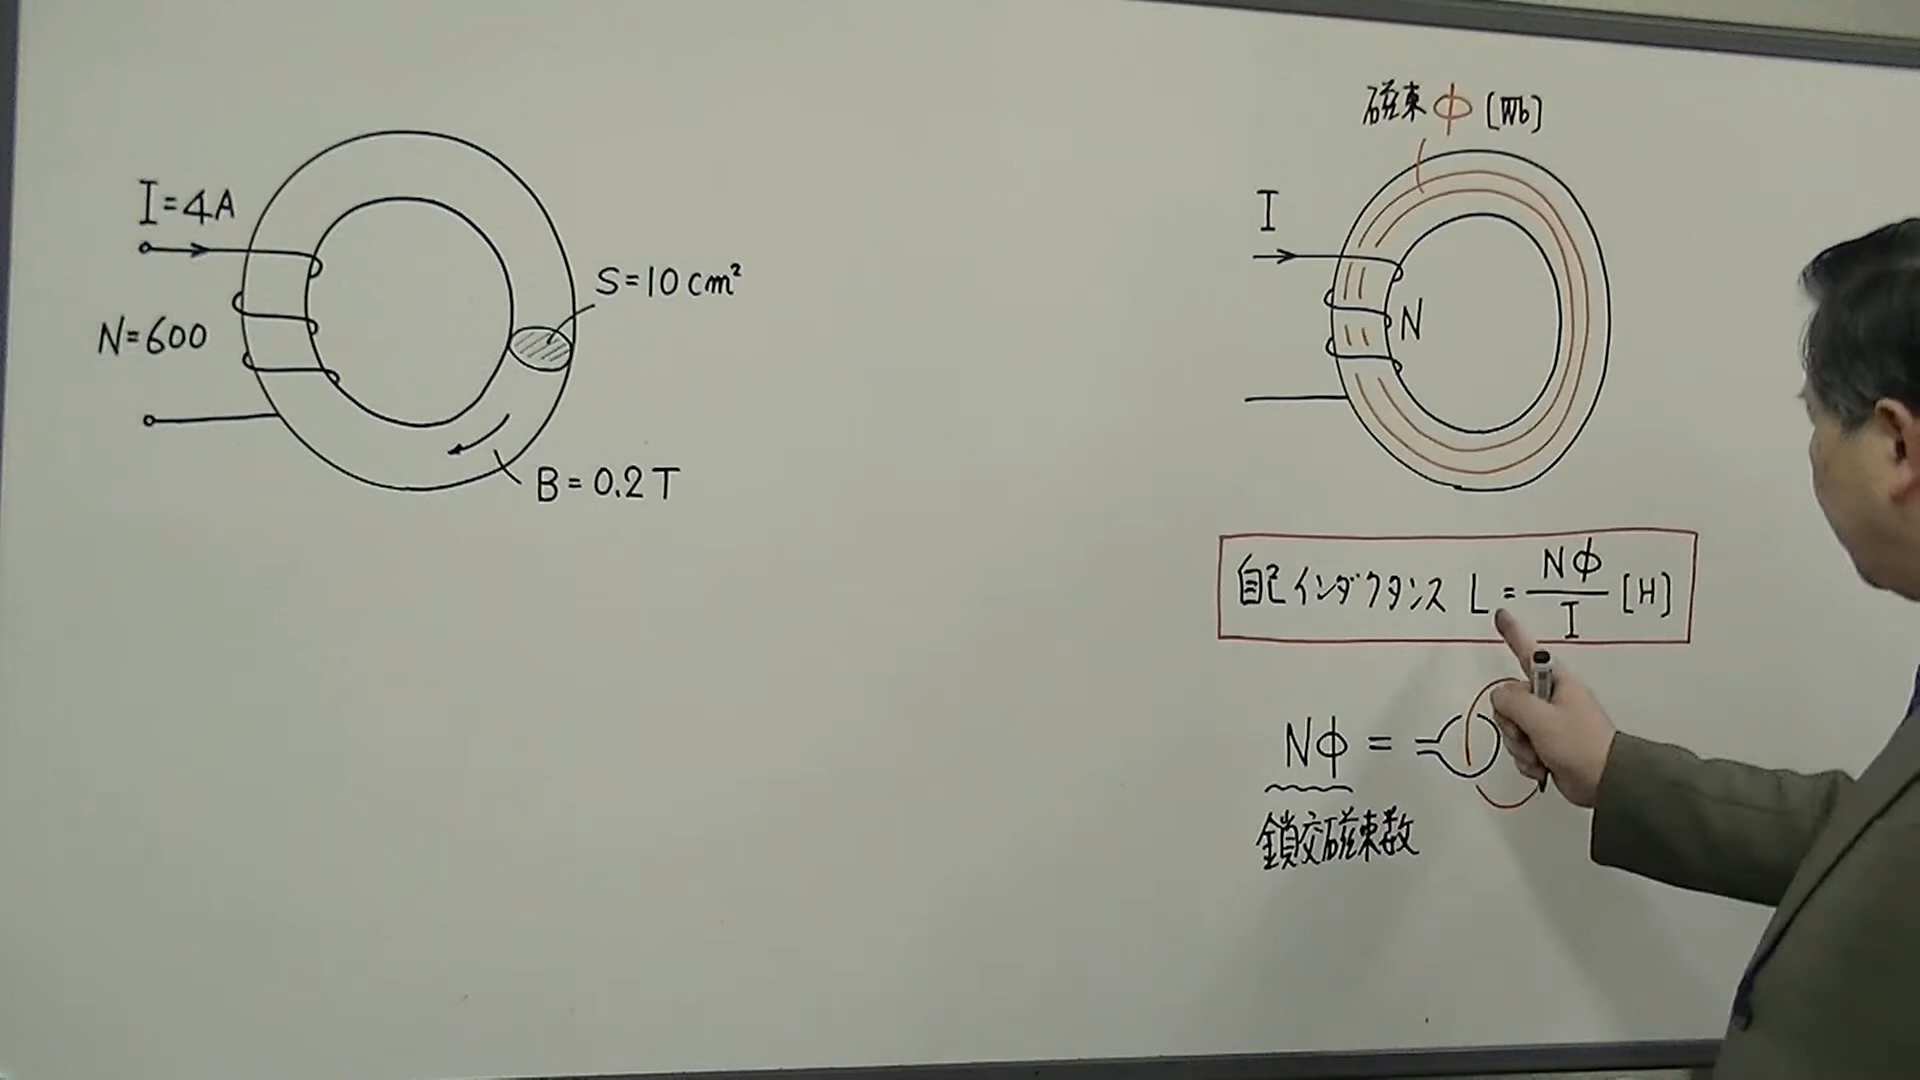 I=4A
N=600
S=10cm²
B=0.2T
磁束 Φ [Wb]
I
N
自己インダクタンス L = NΦ/I [H]
NΦ =
鎖交磁束数